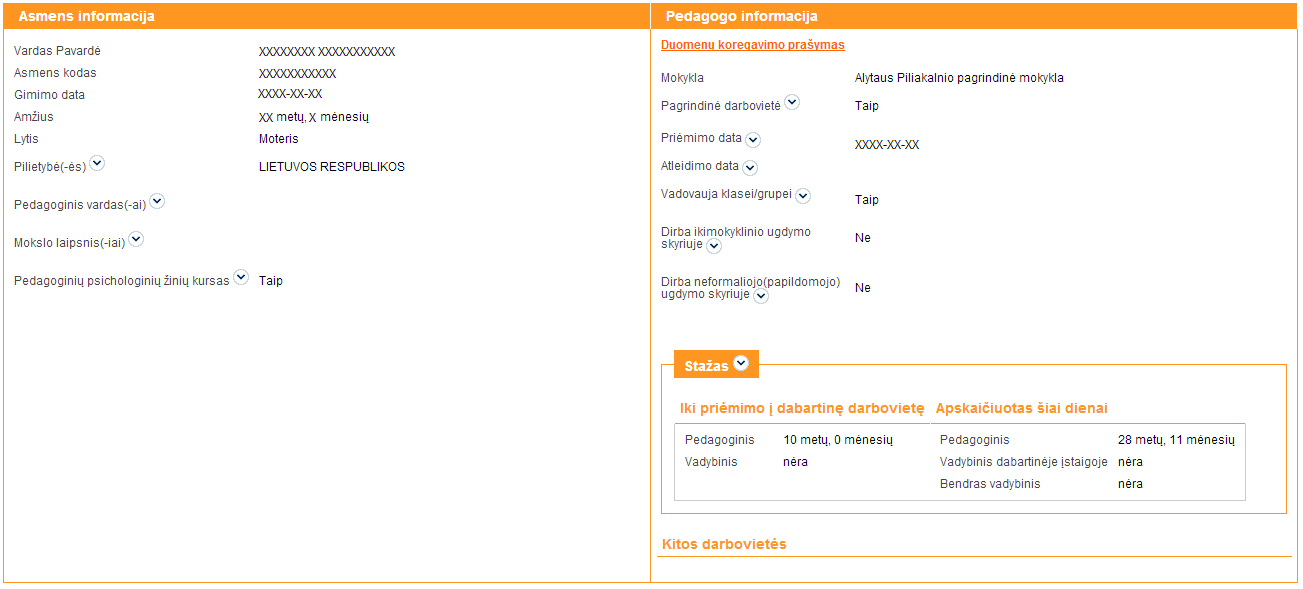 Asmens informacija
Vardas Pavardė XXXXXXXX XXXXXXXXXXX
Asmens kodas XXXXXXXXXXX
Gimimo data XXXX-XX-XX
Amžius XX metų, X mėnesių
Lytis Moteris
Pilietybė(-ės) LIETUVOS RESPUBLIKOS
Pedagoginis vardas(-ai)
Mokslo laipsnis(-iai)
Pedagoginių psichologinių žinių kursas Taip
Pedagogo informacija
Duomenų koregavimo prašymas
Mokykla Alytaus Piliakalnio pagrindinė mokykla
Pagrindinė darbovietė Taip
Priėmimo data XXXX-XX-XX
Atleidimo data
Vadovauja klasei/grupei Taip
Dirba ikimokyklinio ugdymo
skyriuje Ne
Dirba neformaliojo(papildomojo)
ugdymo skyriuje Ne
Stažas
Iki priėmimo į dabartinę darbovietę Apskaičiuotas šiai dienai
Pedagoginis 10 metų, 0 mėnesių Pedagoginis 28 metų, 11 mėnesių
Vadybinis nėra Vadybinis dabartinėje įstaigoje nėra
Bendras vadybinis nėra
Kitos darbovietės